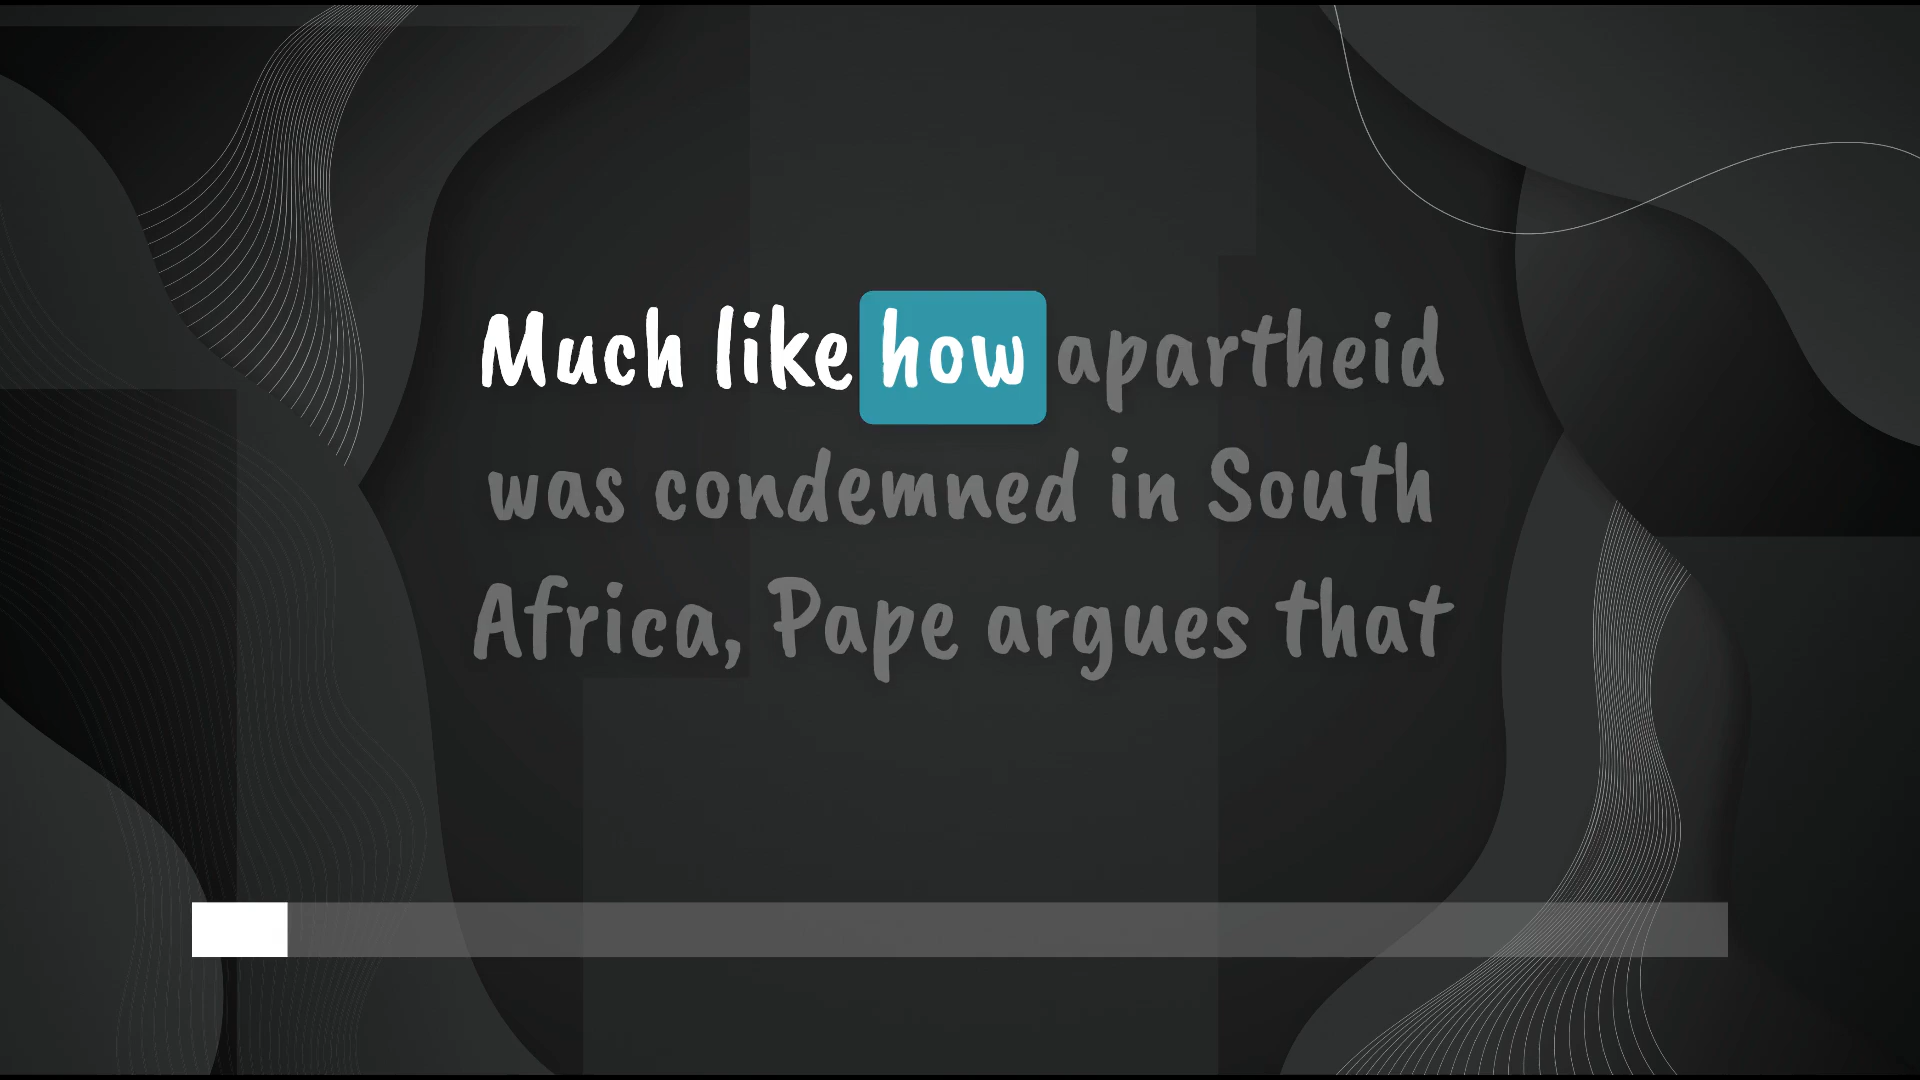 Much like how apartheid
was condemned in South
Africa, Pape argues that